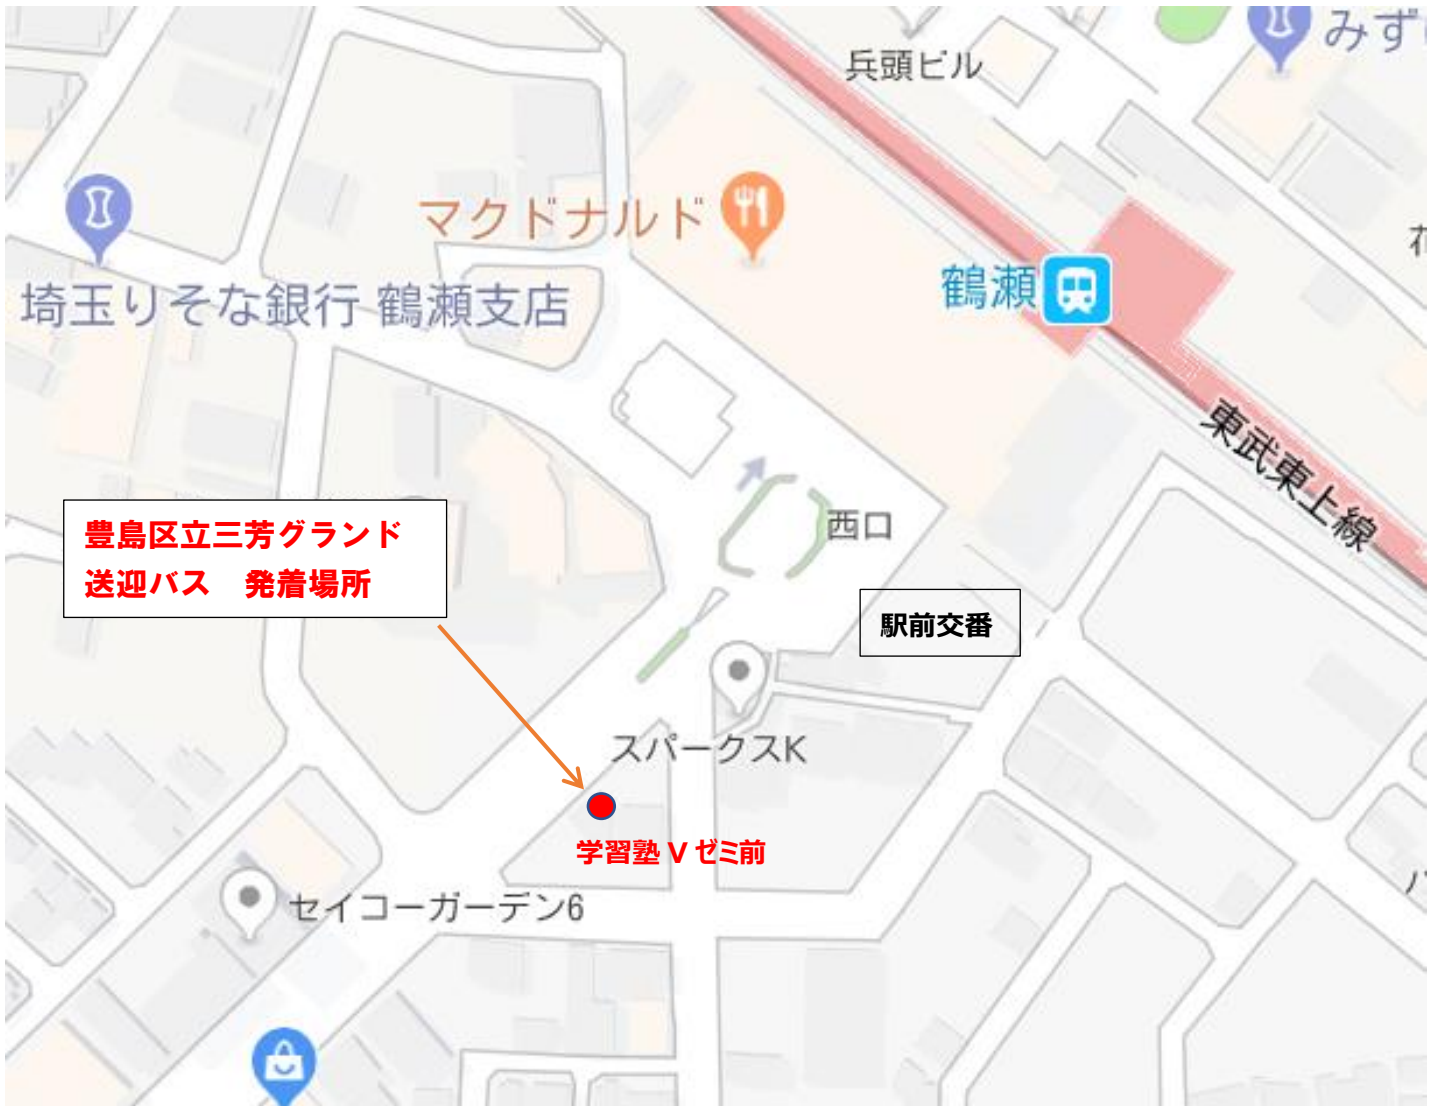 兵頭ビル
みず
マクドナルド
鶴瀬
埼玉りそな銀行 鶴瀬支店
東武東上線
豊島区立三芳グランド
送迎バス 発着場所
西口
駅前交番
スパークスK
学習塾 V ゼミ前
セイコーガーデン6